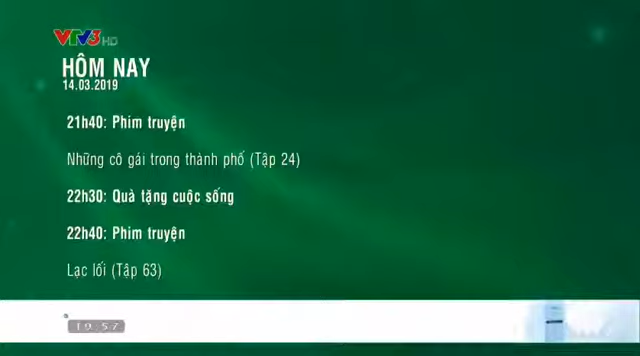 VTV3 HD
HÔM NAY
14.03.2019
21h40: Phim truyện
Những cô gái trong thành phố (Tập 24)
22h30: Quà tặng cuộc sống
22h40: Phim truyện
Lạc lối (Tập 63)
19:57